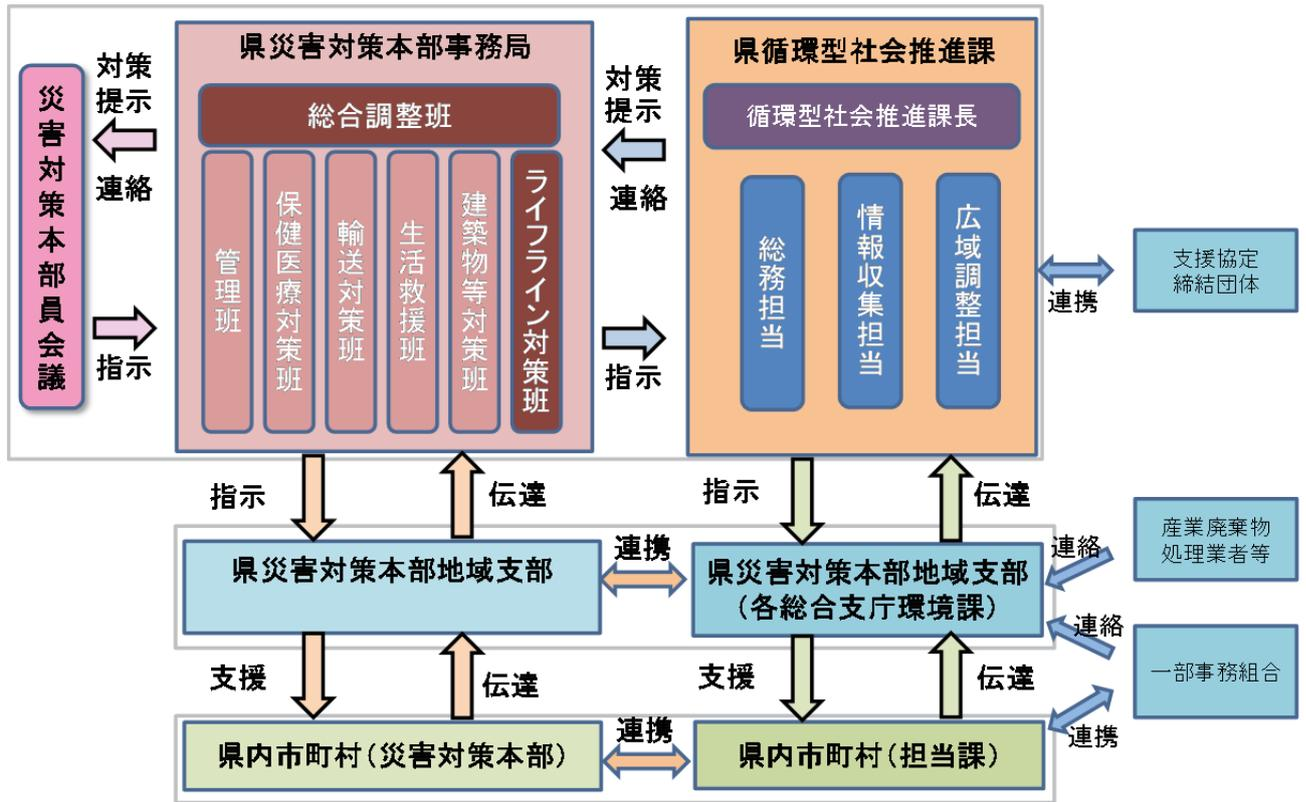 災害対策本部員会議
対策
提示
連絡
指示
県災害対策本部事務局
総合調整班
管理班
保健医療対策班
輸送対策班
生活救援班
建築物等対策班
ライフライン対策班
対策
提示
連絡
指示
県循環型社会推進課
循環型社会推進課長
総務担当
情報収集担当
広域調整担当
連携
支援協定
締結団体
指示
伝達
指示
伝達
県災害対策本部地域支部
連携
県災害対策本部地域支部
（各総合支庁環境課）
連絡
産業廃棄物
処理業者等
連絡
一部事務組合
連携
支援
伝達
支援
伝達
県内市町村（災害対策本部）
連携
県内市町村（担当課）